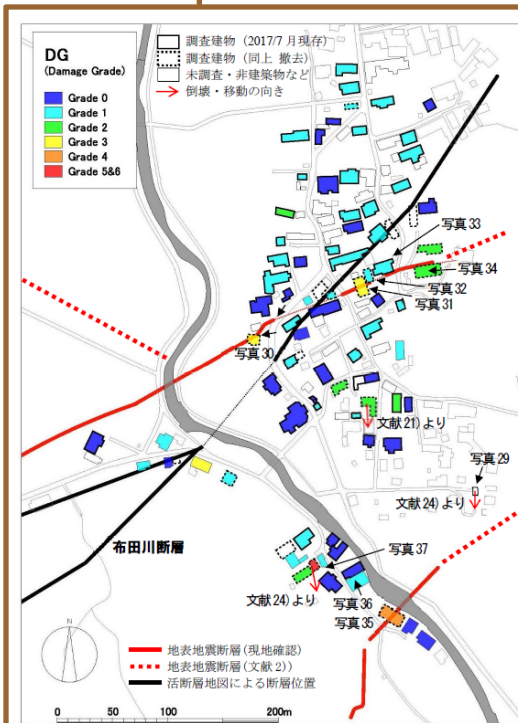 DG
(Damage Grade)
Grade 0
Grade 1
Grade 2
Grade 3
Grade 4
Grade 5&6
調査建物 (2017/7 月現存)
調査建物 (同上 撤去)
未調査・非建築物など
倒壊・移動の向き
写真33
写真34
写真32
写真31
写真30
文献21)より
写真29
文献24)より
布田川断層
写真37
文献24)より
写真36
写真35
N
地表地震断層(現地確認)
地表地震断層(文献2))
活断層地図による断層位置
0 100 200m